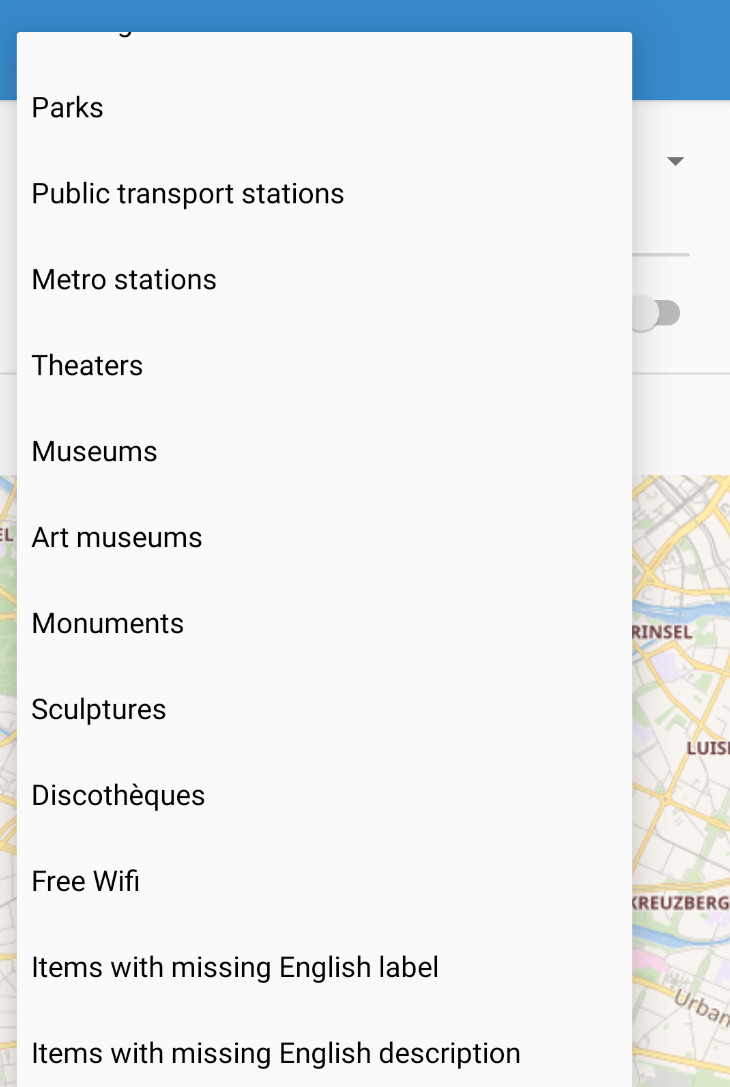 Parks
Public transport stations
Metro stations
Theaters
Museums
Art museums
Monuments
Sculptures
Discothèques
Free Wifi
Items with missing English label
Items with missing English description
EL
RINSEL
LUIS
KREUZBERG
Urban